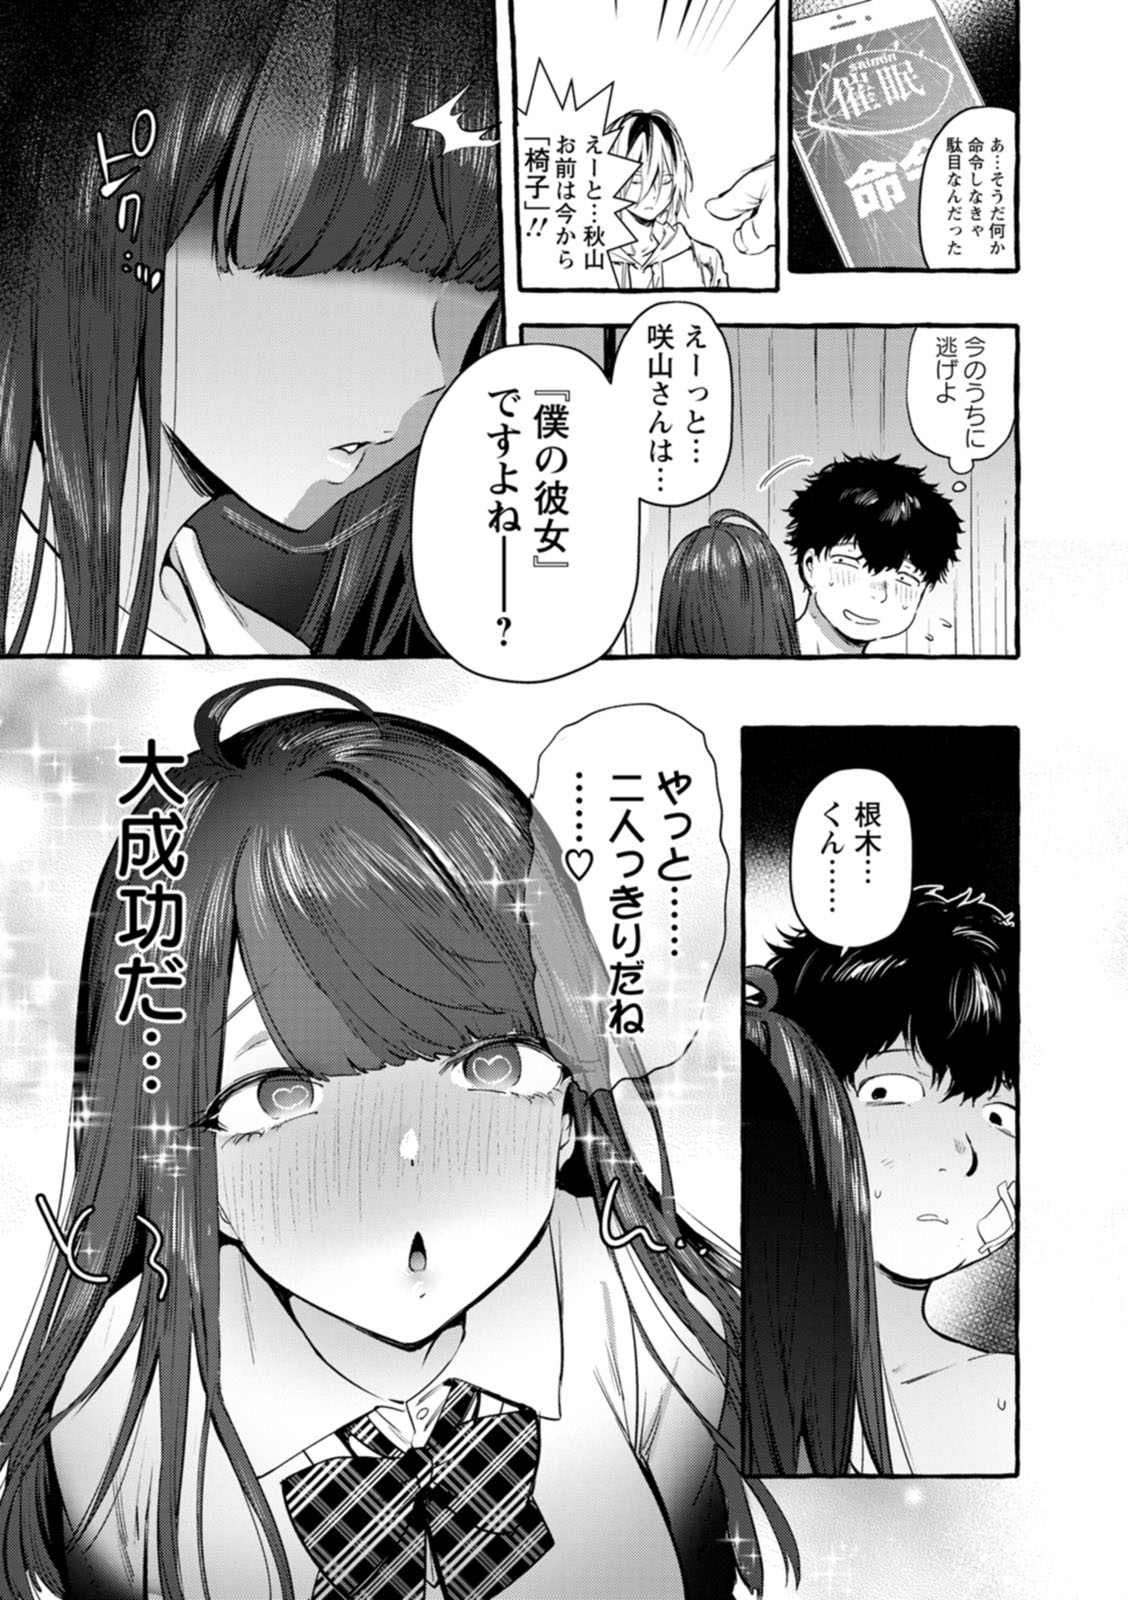 saimin
催眠
命令
あ…そうだ何か
命令しなきゃ
駄目なんだった
えーと…秋山
お前は今から
「椅子」!!
今のうちに
逃げよ
えーっと…
咲山さんは…
『僕の彼女』
ですよね――?
ピクッ
根木…
くん………
やっと……
二人っきりだね
……♡
大成功だ…
と〜ん